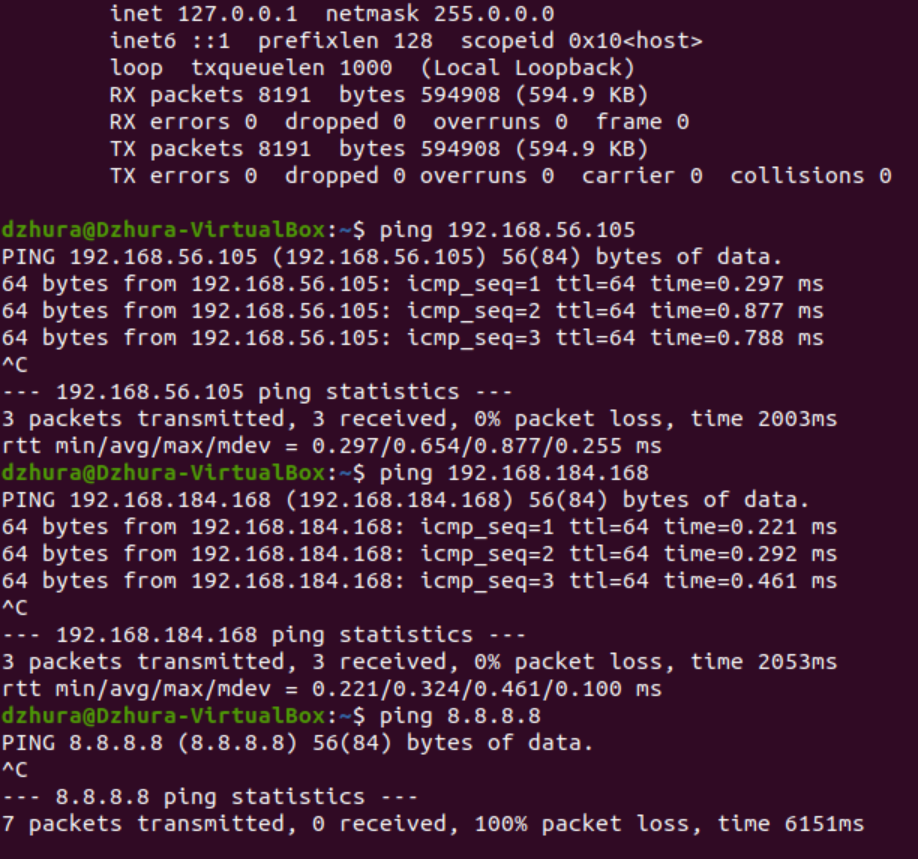 inet 127.0.0.1  netmask 255.0.0.0
inet6 ::1  prefixlen 128  scopeid 0x10<host>
loop  txqueuelen 1000  (Local Loopback)
RX packets 8191  bytes 594908 (594.9 KB)
RX errors 0  dropped 0  overruns 0  frame 0
TX packets 8191  bytes 594908 (594.9 KB)
TX errors 0  dropped 0 overruns 0  carrier 0  collisions 0
dzhura@Dzhura-VirtualBox:~$ ping 192.168.56.105
PING 192.168.56.105 (192.168.56.105) 56(84) bytes of data.
64 bytes from 192.168.56.105: icmp_seq=1 ttl=64 time=0.297 ms
64 bytes from 192.168.56.105: icmp_seq=2 ttl=64 time=0.877 ms
64 bytes from 192.168.56.105: icmp_seq=3 ttl=64 time=0.788 ms
^C
--- 192.168.56.105 ping statistics ---
3 packets transmitted, 3 received, 0% packet loss, time 2003ms
rtt min/avg/max/mdev = 0.297/0.654/0.877/0.255 ms
dzhura@Dzhura-VirtualBox:~$ ping 192.168.184.168
PING 192.168.184.168 (192.168.184.168) 56(84) bytes of data.
64 bytes from 192.168.184.168: icmp_seq=1 ttl=64 time=0.221 ms
64 bytes from 192.168.184.168: icmp_seq=2 ttl=64 time=0.292 ms
64 bytes from 192.168.184.168: icmp_seq=3 ttl=64 time=0.461 ms
^C
--- 192.168.184.168 ping statistics ---
3 packets transmitted, 3 received, 0% packet loss, time 2053ms
rtt min/avg/max/mdev = 0.221/0.324/0.461/0.100 ms
dzhura@Dzhura-VirtualBox:~$ ping 8.8.8.8
PING 8.8.8.8 (8.8.8.8) 56(84) bytes of data.
^C
--- 8.8.8.8 ping statistics ---
7 packets transmitted, 0 received, 100% packet loss, time 6151ms